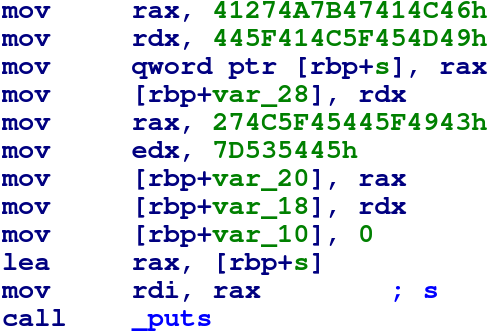 mov rax, 41274A7B47414C46h
mov rdx, 445F414C5F454D49h
mov qword ptr [rbp+s], rax
mov [rbp+var_28], rdx
mov rax, 274C5F45445F4943h
mov edx, 7D535445h
mov [rbp+var_20], rax
mov [rbp+var_18], rdx
mov [rbp+var_10], 0
lea rax, [rbp+s]
mov rdi, rax ; s
call _puts